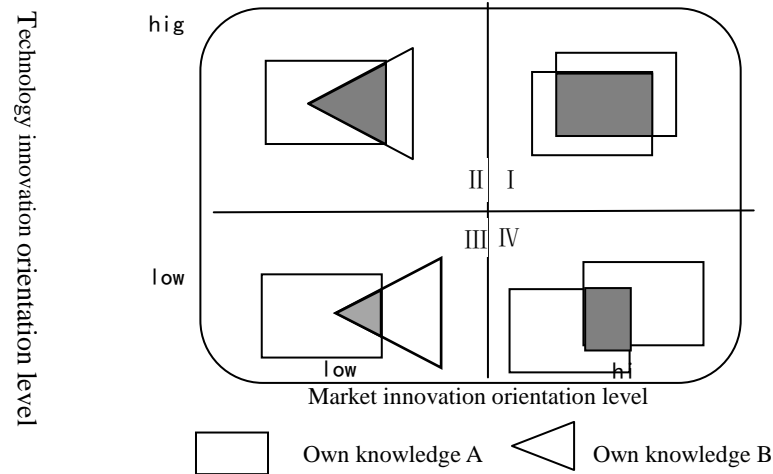 Technology innovation orientation level
hig
II I
III IV
low
low
hi
Market innovation orientation level
Own knowledge A
Own knowledge B